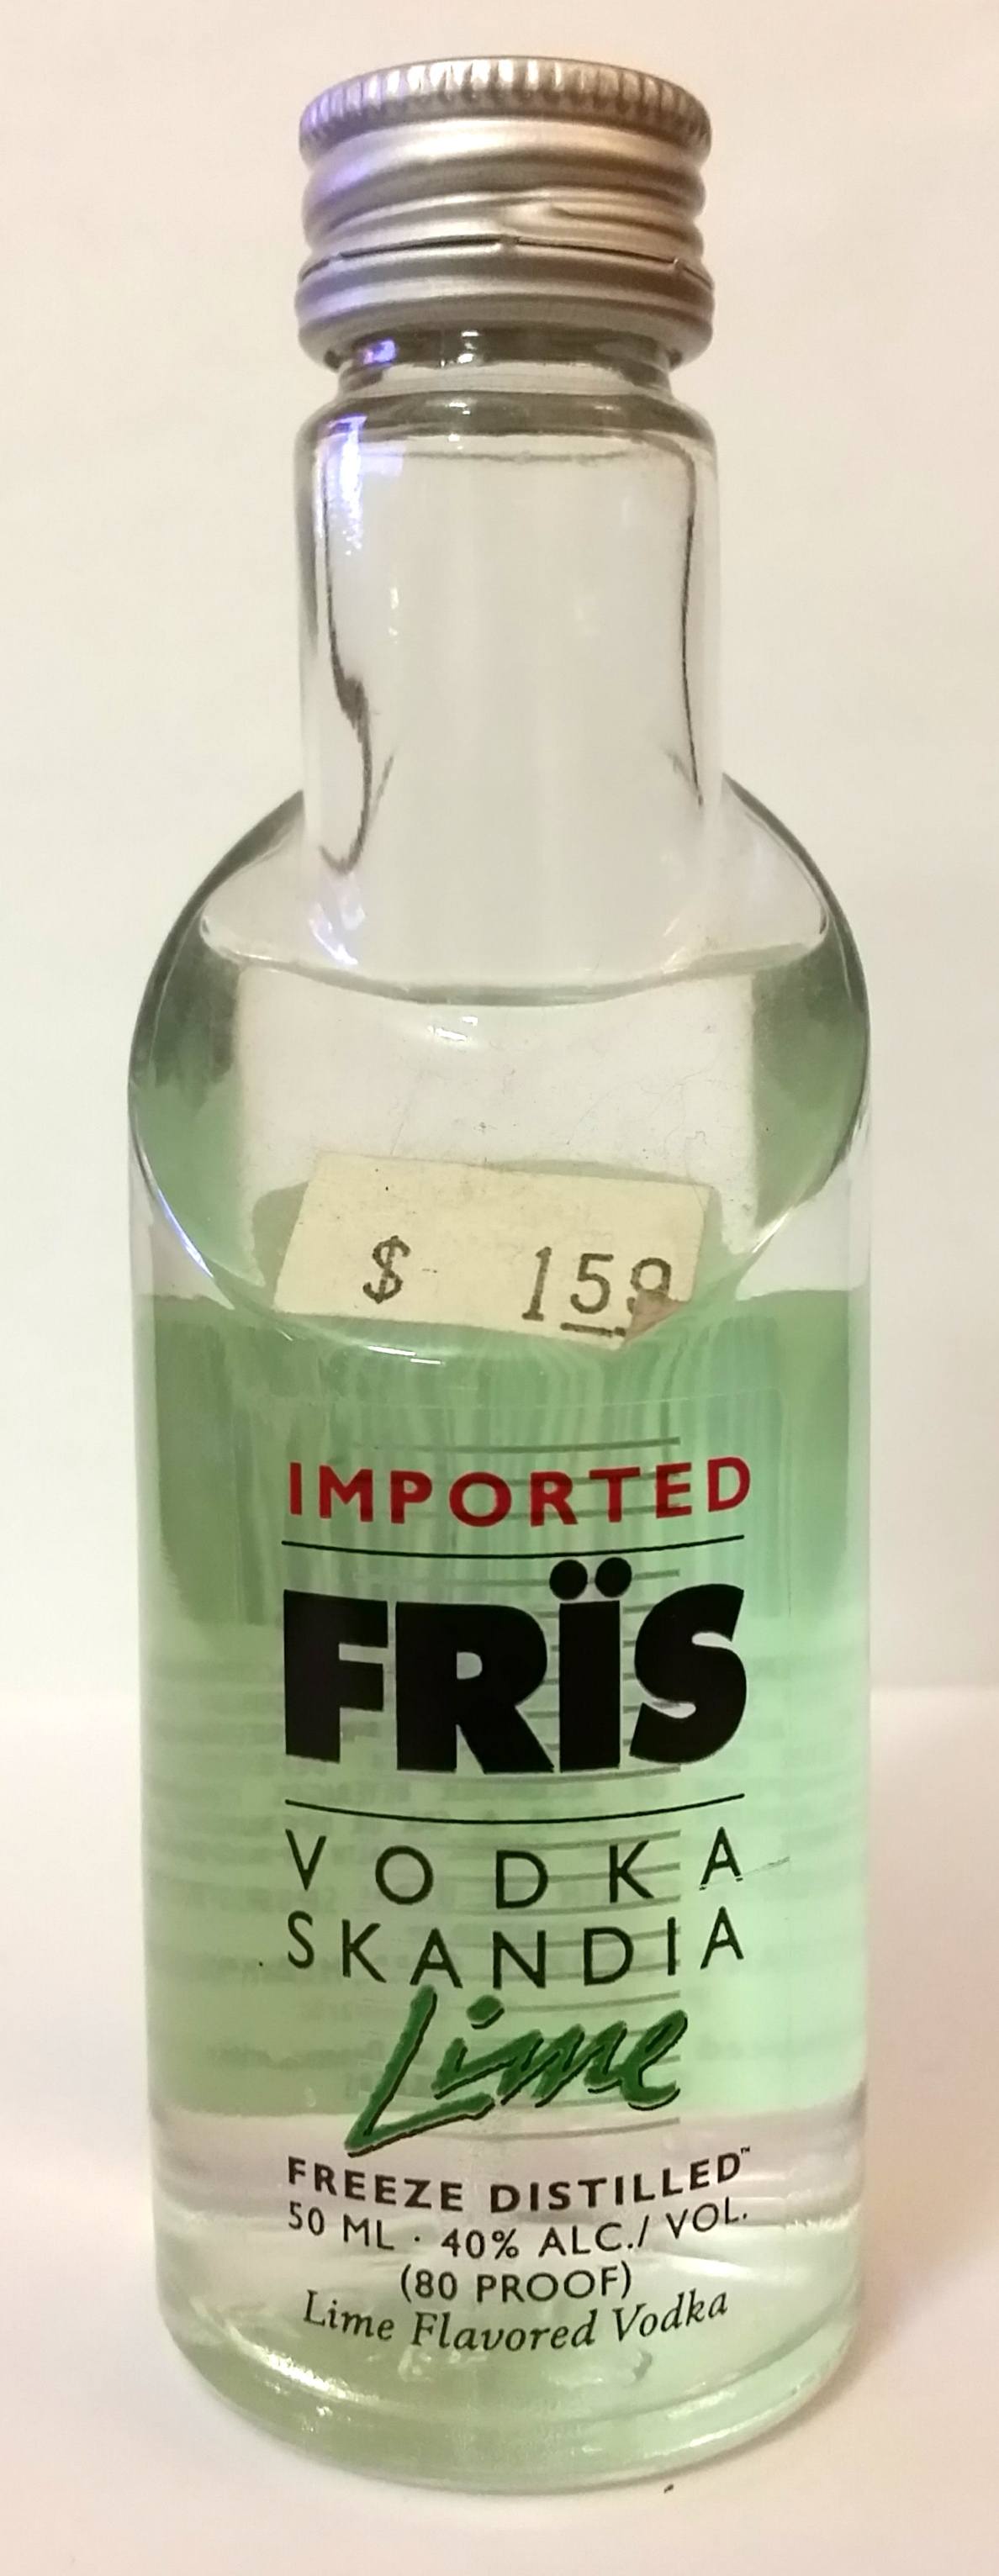 $ 159
IMPORTED
FRÏS
VODKA
SKANDIA
Lime
FREEZE DISTILLED™
50 ML · 40% ALC./ VOL.
(80 PROOF)
Lime Flavored Vodka